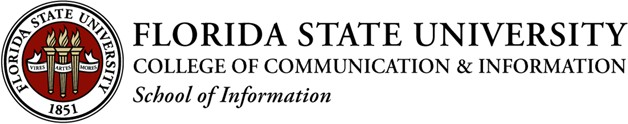 FLORIDA STATE UNIVERSITY
VIRES ARTES MORES
1851
FLORIDA STATE UNIVERSITY
COLLEGE OF COMMUNICATION & INFORMATION
School of Information